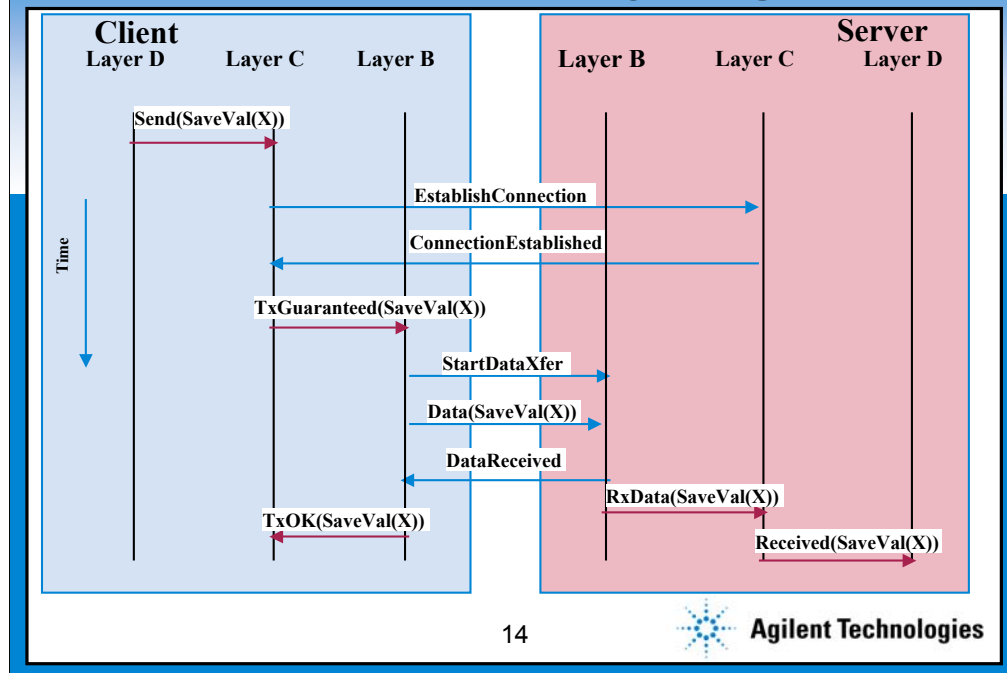 Client
Server
Layer D
Layer C
Layer B
Layer B
Layer C
Layer D
Send(SaveVal(X))
EstablishConnection
ConnectionEstablished
Time
TxGuaranteed(SaveVal(X))
StartDataXfer
Data(SaveVal(X))
DataReceived
RxData(SaveVal(X))
TxOK(SaveVal(X))
Received(SaveVal(X))
14
Agilent Technologies